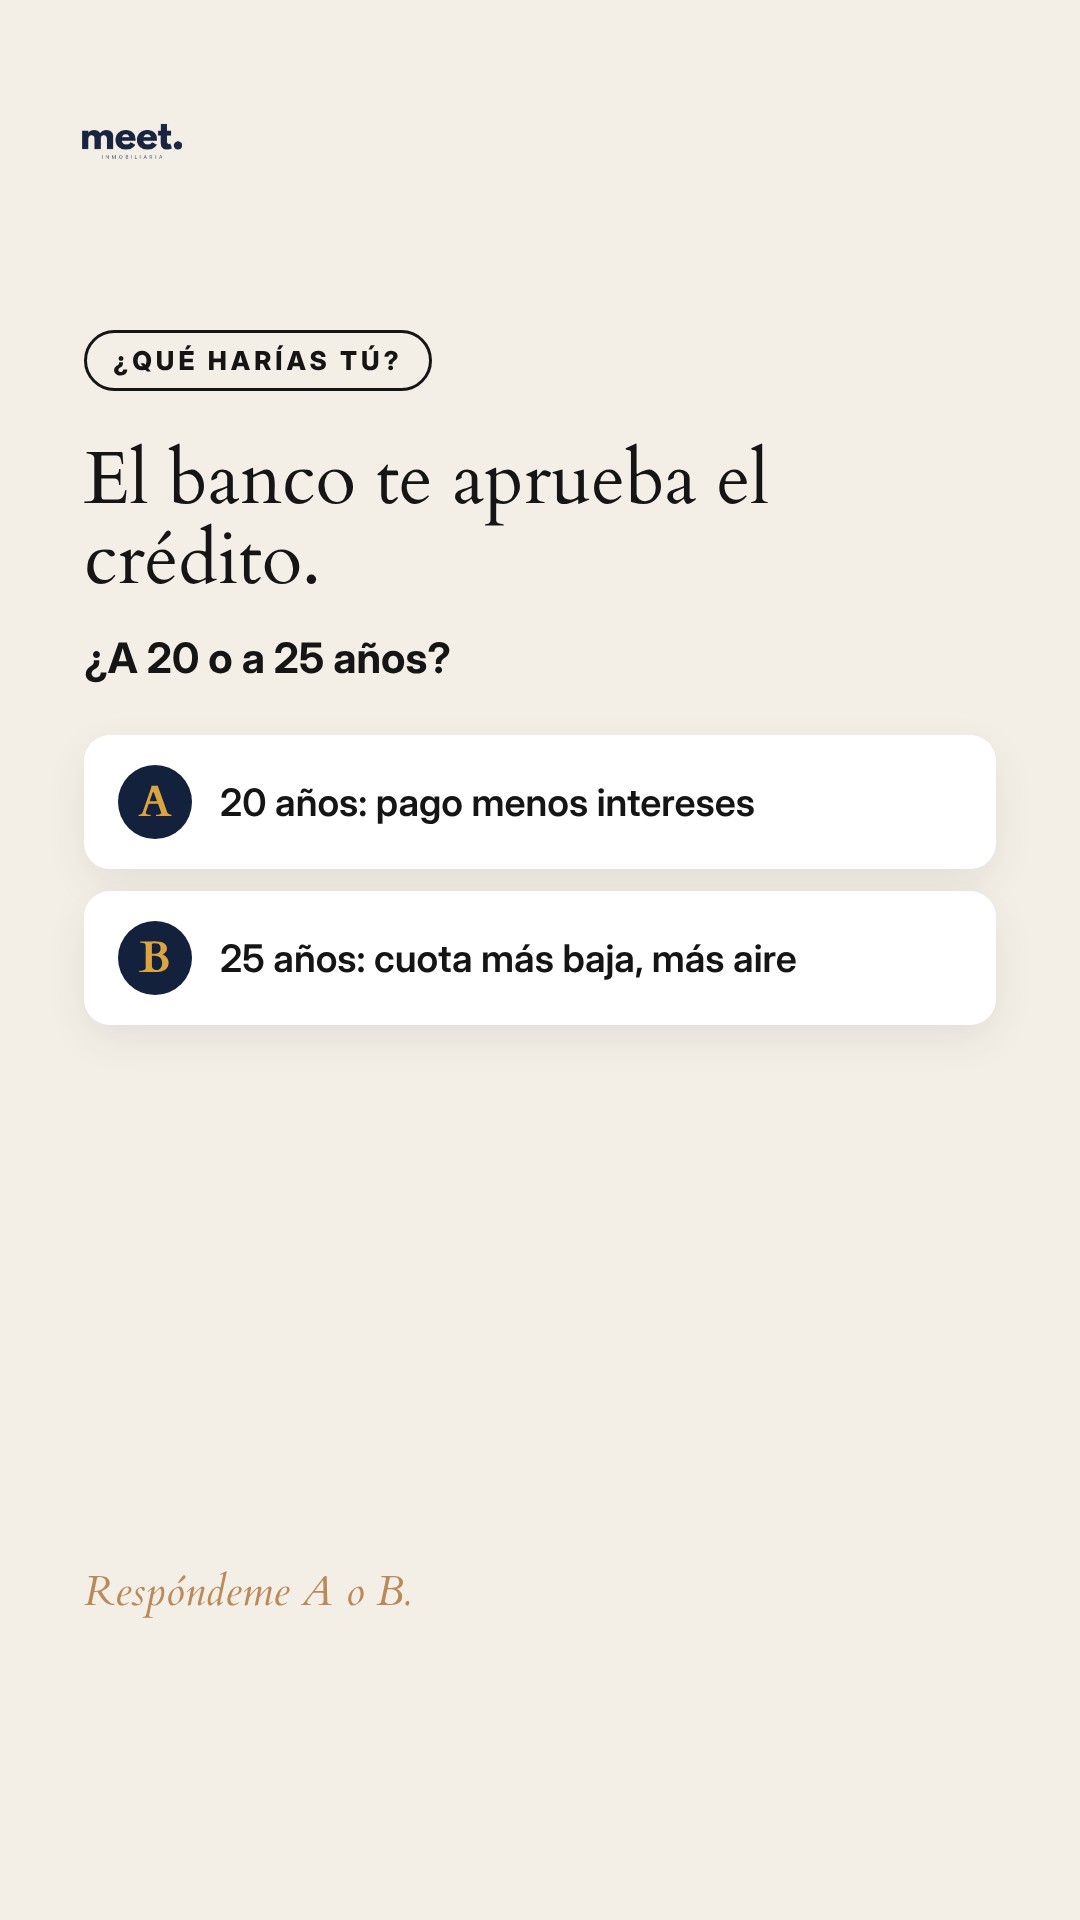 meet.
INMOBILIARIA
¿QUÉ HARÍAS TÚ?
El banco te aprueba el
crédito.
¿A 20 o a 25 años?
A 20 años: pago menos intereses
B 25 años: cuota más baja, más aire
Respóndeme A o B.